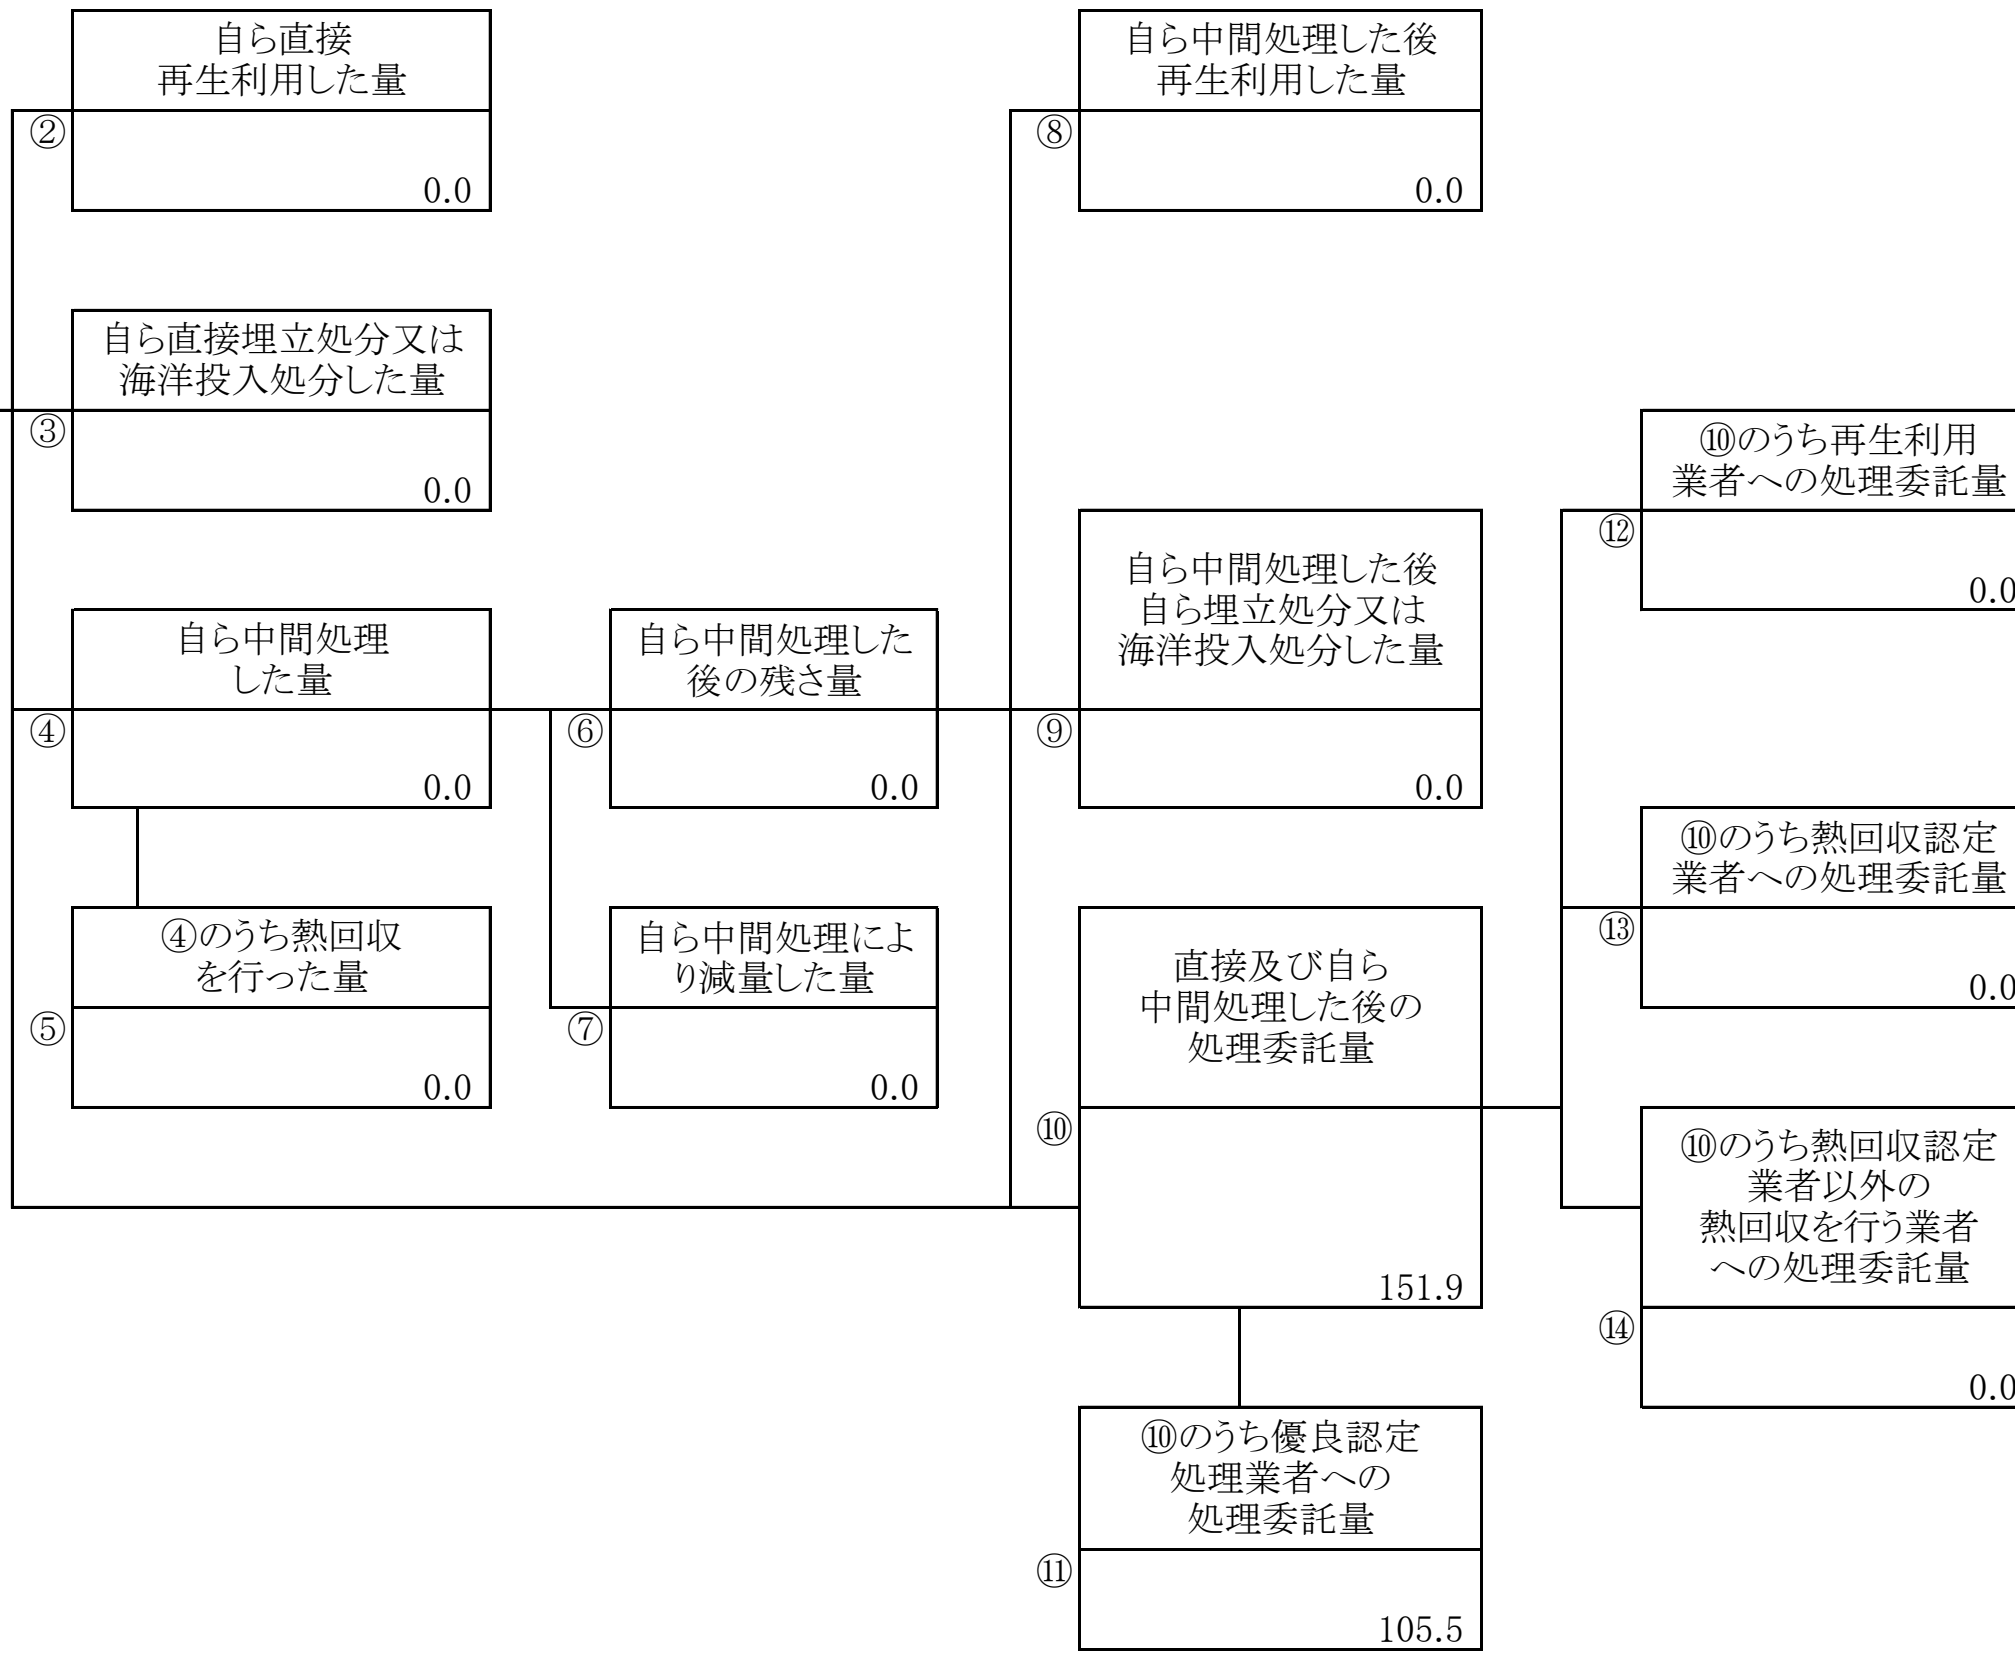 自ら直接
再生利用した量
②
0.0
自ら直接埋立処分又は
海洋投入処分した量
③
0.0
自ら中間処理
した量
④
0.0
④のうち熱回収
を行った量
⑤
0.0
自ら中間処理した
後の残さ量
⑥
0.0
自ら中間処理によ
り減量した量
⑦
0.0
自ら中間処理した後
再生利用した量
⑧
0.0
自ら中間処理した後
自ら埋立処分又は
海洋投入処分した量
⑨
0.0
直接及び自ら
中間処理した後の
処理委託量
⑩
151.9
⑩のうち優良認定
処理業者への
処理委託量
⑪
105.5
⑩のうち再生利用
業者への処理委託量
⑫
0.0
⑩のうち熱回収認定
業者への処理委託量
⑬
0.0
⑩のうち熱回収認定
業者以外の
熱回収を行う業者
への処理委託量
⑭
0.0